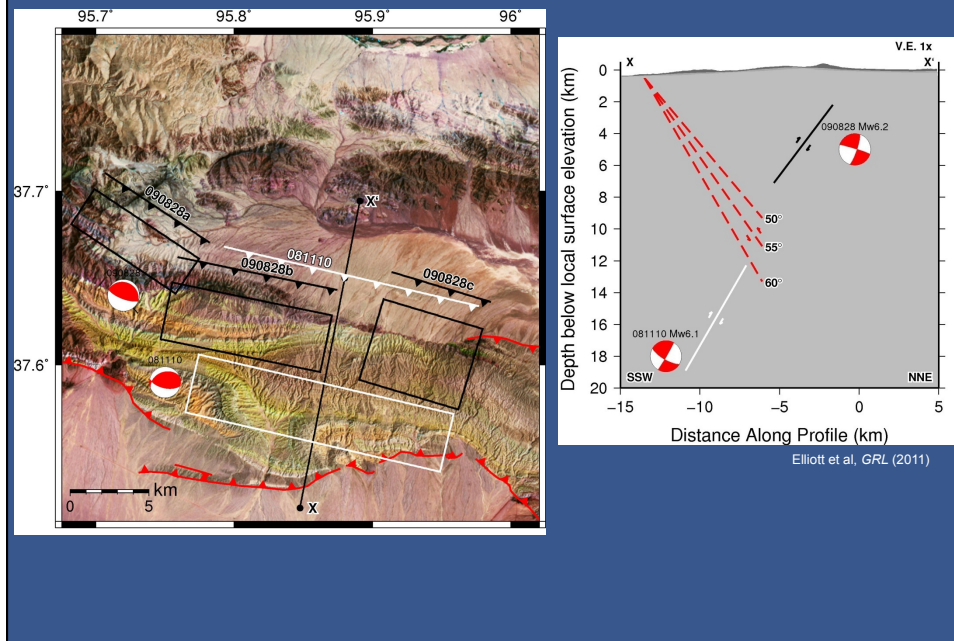 95.7˚ 95.8˚ 95.9˚ 96˚
37.7˚
37.6˚
090828a
X'
081110
090828b
090828c
090828
081110
km
0 5
X
V.E. 1x
X X'
Depth below local surface elevation (km)
0
2
4
6
8
10
12
14
16
18
20
090828 Mw6.2
50°
55°
60°
081110 Mw6.1
SSW NNE
−15 −10 −5 0 5
Distance Along Profile (km)
Elliott et al, GRL (2011)